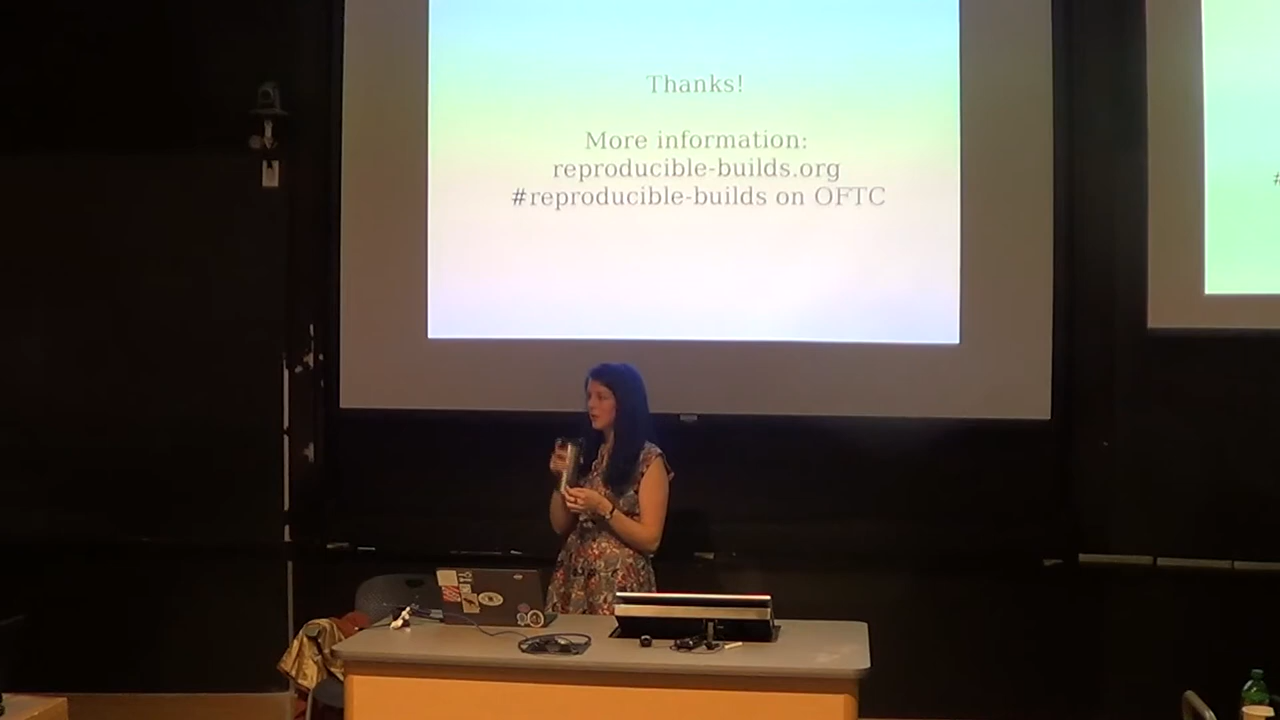 Thanks!
More information:
reproducible-builds.org
#reproducible-builds on OFTC
#